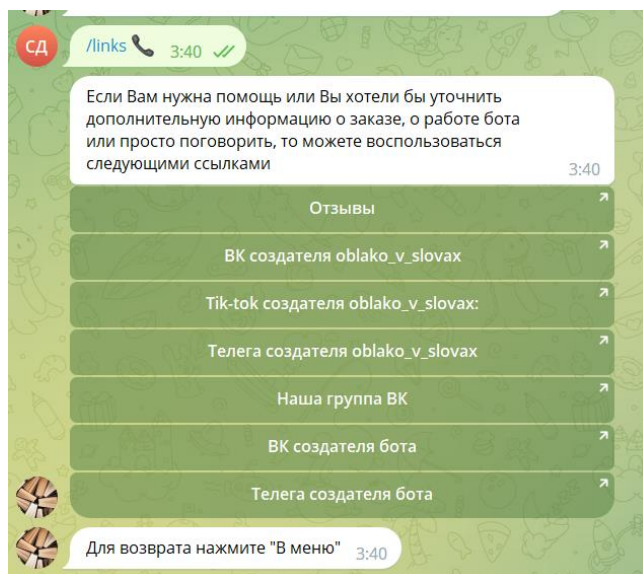 СД
/links 📞 3:40
Если Вам нужна помощь или Вы хотели бы уточнить
дополнительную информацию о заказе, о работе бота
или просто поговорить, то можете воспользоваться
следующими ссылками
3:40
Отзывы
ВК создателя oblako_v_slovax
Tik-tok создателя oblako_v_slovax:
Телега создателя oblako_v_slovax
Наша группа ВК
ВК создателя бота
Телега создателя бота
Для возврата нажмите "В меню" 3:40